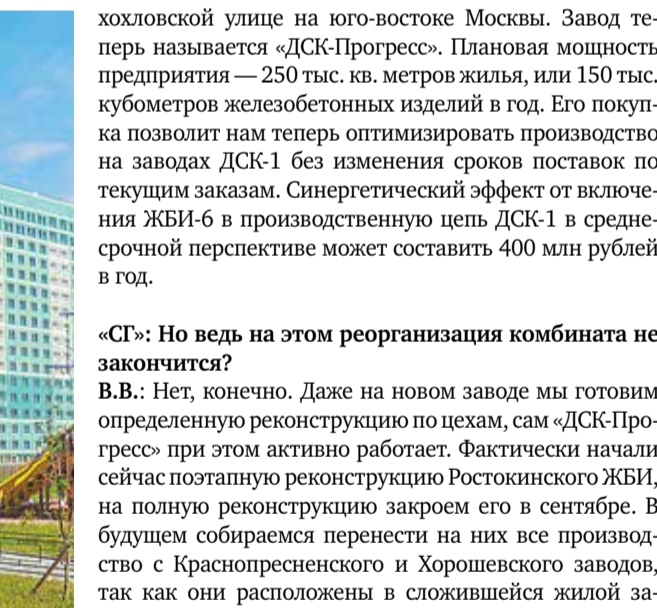 хохловской улице на юго-востоке Москвы. Завод те-
перь называется «ДСК-Прогресс». Плановая мощность
предприятия — 250 тыс. кв. метров жилья, или 150 тыс.
кубометров железобетонных изделий в год. Его покуп-
ка позволит нам теперь оптимизировать производство
на заводах ДСК-1 без изменения сроков поставок по
текущим заказам. Синергетический эффект от включе-
ния ЖБИ-6 в производственную цепь ДСК-1 в средне-
срочной перспективе может составить 400 млн рублей
в год.
«СГ»: Но ведь на этом реорганизация комбината не
закончится?
В.В.: Нет, конечно. Даже на новом заводе мы готовим
определенную реконструкцию по цехам, сам «ДСК-Про-
гресс» при этом активно работает. Фактически начали
сейчас поэтапную реконструкцию Ростокинского ЖБИ,
на полную реконструкцию закроем его в сентябре. В
будущем собираемся перенести на них все производ-
ство с Краснопресненского и Хорошевского заводов,
так как они расположены в сложившейся жилой за-